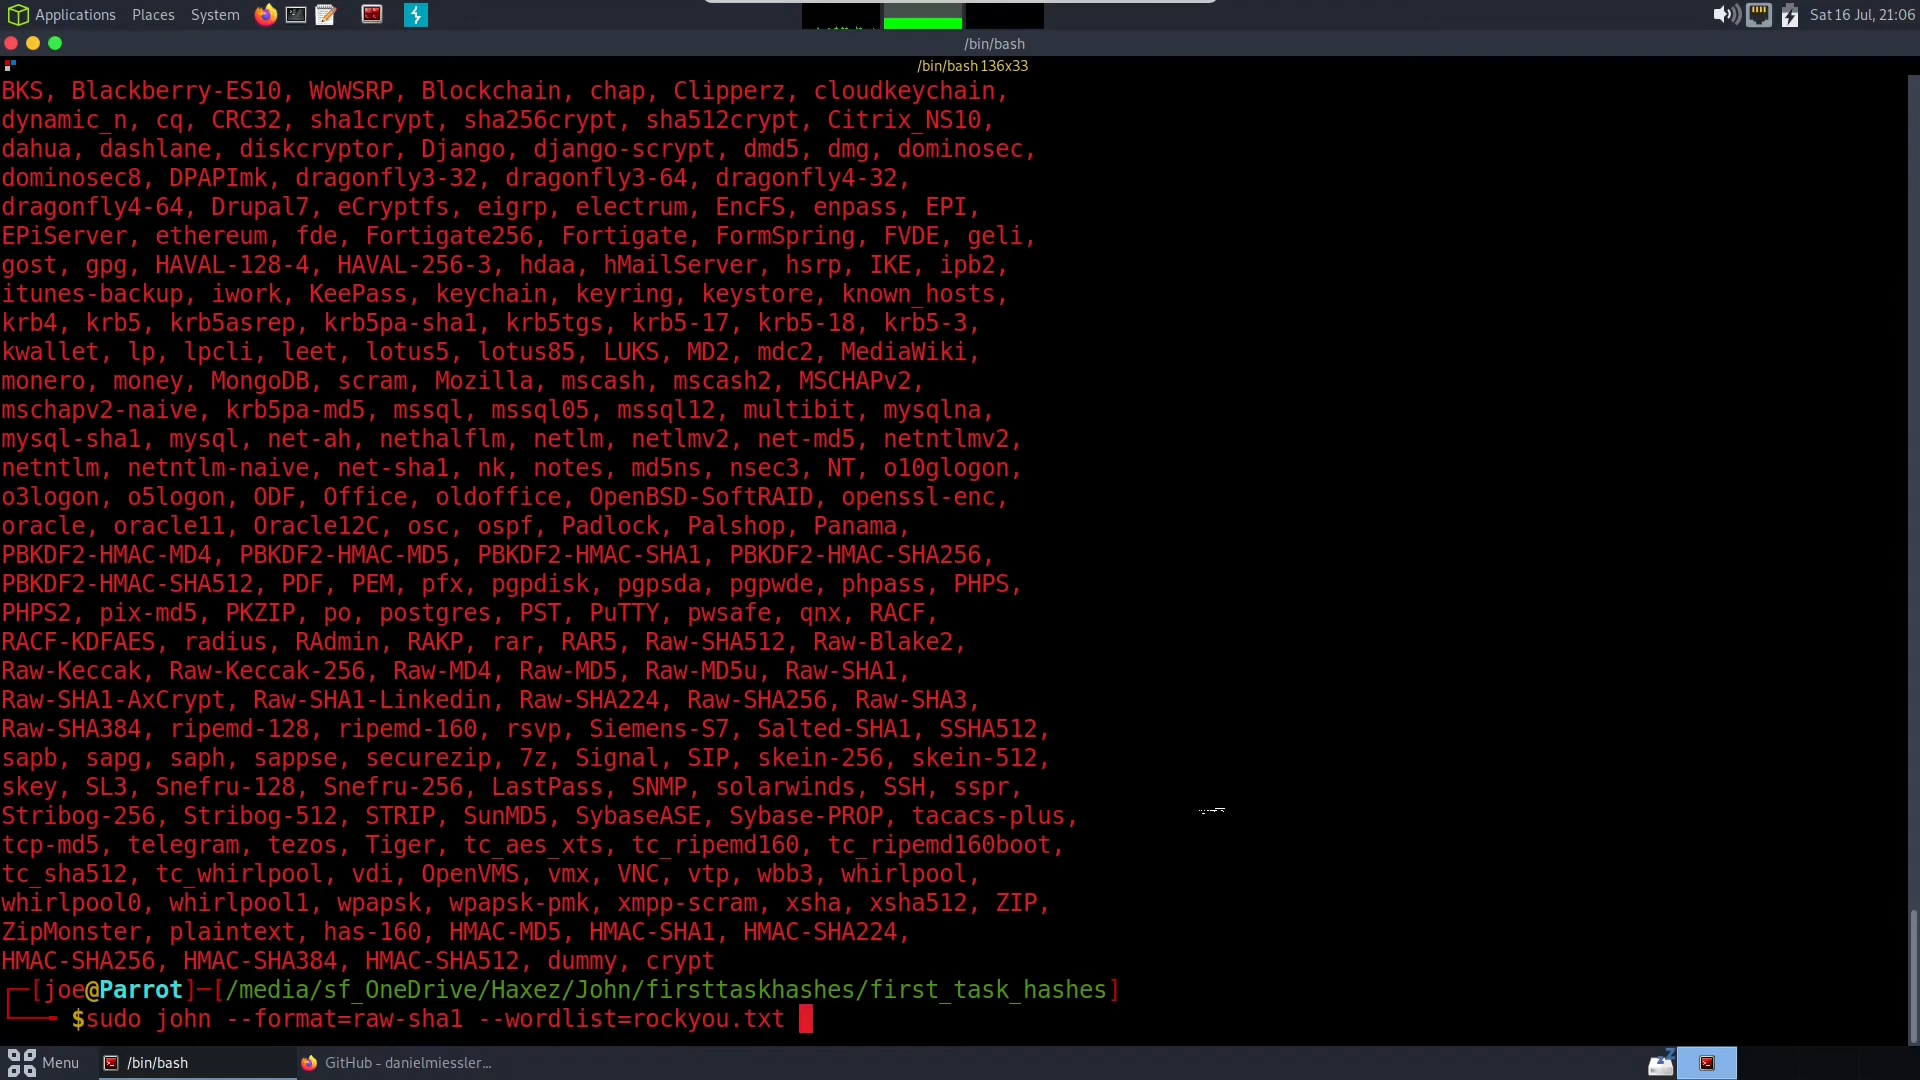 Applications Places System
Sat 16 Jul, 21:06
/bin/bash
/bin/bash 136x33
BKS, Blackberry-ES10, WoWSRP, Blockchain, chap, Clipperz, cloudkeychain,
dynamic_n, cq, CRC32, sha1crypt, sha256crypt, sha512crypt, Citrix_NS10,
dahua, dashlane, diskcryptor, Django, django-scrypt, dmd5, dmg, dominosec,
dominosec8, DPAPImk, dragonfly3-32, dragonfly3-64, dragonfly4-32,
dragonfly4-64, Drupal7, eCryptfs, eigrp, electrum, EncFS, enpass, EPI,
EPiServer, ethereum, fde, Fortigate256, Fortigate, FormSpring, FVDE, geli,
gost, gpg, HAVAL-128-4, HAVAL-256-3, hdaa, hMailServer, hsrp, IKE, ipb2,
itunes-backup, iwork, KeePass, keychain, keyring, keystore, known_hosts,
krb4, krb5, krb5asrep, krb5pa-sha1, krb5tgs, krb5-17, krb5-18, krb5-3,
kwallet, lp, lpcli, leet, lotus5, lotus85, LUKS, MD2, mdc2, MediaWiki,
monero, money, MongoDB, scram, Mozilla, mscash, mscash2, MSCHAPv2,
mschapv2-naive, krb5pa-md5, mssql, mssql05, mssql12, multibit, mysqlna,
mysql-sha1, mysql, net-ah, nethalflm, netlm, netlmv2, net-md5, netntlmv2,
netntlm, netntlm-naive, net-sha1, nk, notes, md5ns, nsec3, NT, o10glogon,
o3logon, o5logon, ODF, Office, oldoffice, OpenBSD-SoftRAID, openssl-enc,
oracle, oracle11, Oracle12C, osc, ospf, Padlock, Palshop, Panama,
PBKDF2-HMAC-MD4, PBKDF2-HMAC-MD5, PBKDF2-HMAC-SHA1, PBKDF2-HMAC-SHA256,
PBKDF2-HMAC-SHA512, PDF, PEM, pfx, pgpdisk, pgpsda, pgpwde, phpass, PHPS,
PHPS2, pix-md5, PKZIP, po, postgres, PST, PuTTY, pwsafe, qnx, RACF,
RACF-KDFAES, radius, RAdmin, RAKP, rar, RAR5, Raw-SHA512, Raw-Blake2,
Raw-Keccak, Raw-Keccak-256, Raw-MD4, Raw-MD5, Raw-MD5u, Raw-SHA1,
Raw-SHA1-AxCrypt, Raw-SHA1-Linkedin, Raw-SHA224, Raw-SHA256, Raw-SHA3,
Raw-SHA384, ripemd-128, ripemd-160, rsvp, Siemens-S7, Salted-SHA1, SSHA512,
sapb, sapg, saph, sappse, securezip, 7z, Signal, SIP, skein-256, skein-512,
skey, SL3, Snefru-128, Snefru-256, LastPass, SNMP, solarwinds, SSH, sspr,
Stribog-256, Stribog-512, STRIP, SunMD5, SybaseASE, Sybase-PROP, tacacs-plus,
tcp-md5, telegram, tezos, Tiger, tc_aes_xts, tc_ripemd160, tc_ripemd160boot,
tc_sha512, tc_whirlpool, vdi, OpenVMS, vmx, VNC, vtp, wbb3, whirlpool,
whirlpool0, whirlpool1, wpapsk, wpapsk-pmk, xmpp-scram, xsha, xsha512, ZIP,
ZipMonster, plaintext, has-160, HMAC-MD5, HMAC-SHA1, HMAC-SHA224,
HMAC-SHA256, HMAC-SHA384, HMAC-SHA512, dummy, crypt
┌─[joe@Parrot]─[/media/sf_OneDrive/Haxez/John/firsttaskhashes/first_task_hashes]
└──╼ $sudo john --format=raw-sha1 --wordlist=rockyou.txt
Menu /bin/bash GitHub - danielmiessler...